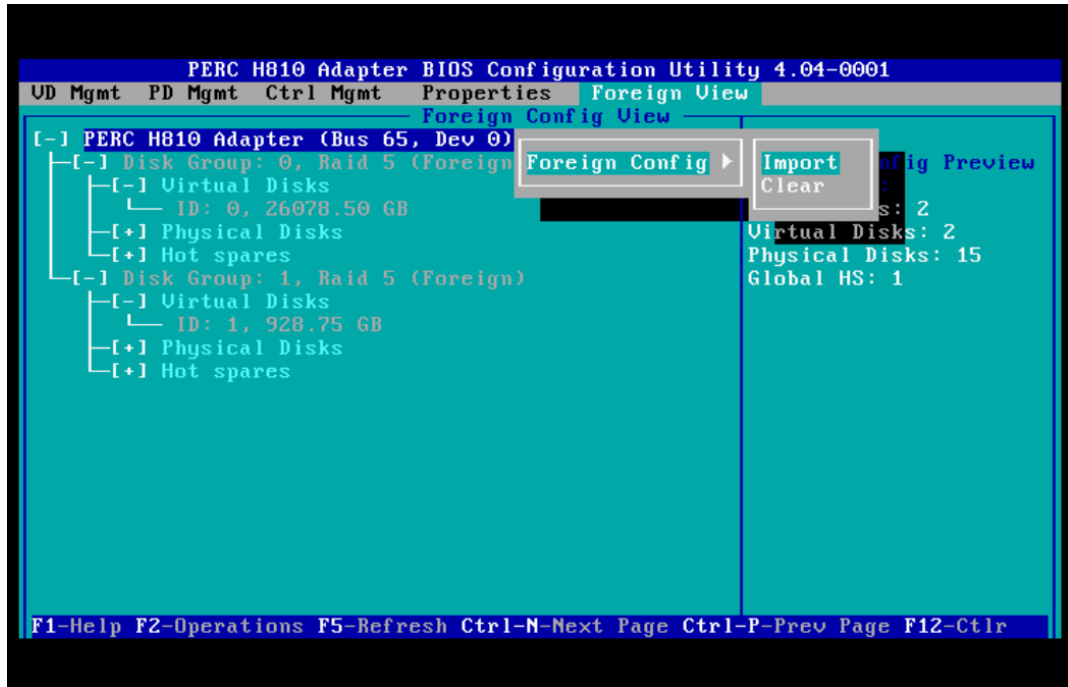 PERC H810 Adapter BIOS Configuration Utility 4.04-0001
VD Mgmt PD Mgmt Ctrl Mgmt Properties Foreign View
Foreign Config View
[-] PERC H810 Adapter (Bus 65, Dev 0)
[-] Disk Group: 0, Raid 5 (Foreign
[-] Virtual Disks
ID: 0, 26078.50 GB
[+] Physical Disks
[+] Hot spares
[-] Disk Group: 1, Raid 5 (Foreign)
[-] Virtual Disks
ID: 1, 928.75 GB
[+] Physical Disks
[+] Hot spares
Foreign Config
Import
Clear
Preview
: 2
Virtual Disks: 2
Physical Disks: 15
Global HS: 1
F1-Help F2-Operations F5-Refresh Ctrl-N-Next Page Ctrl-P-Prev Page F12-Ctlr